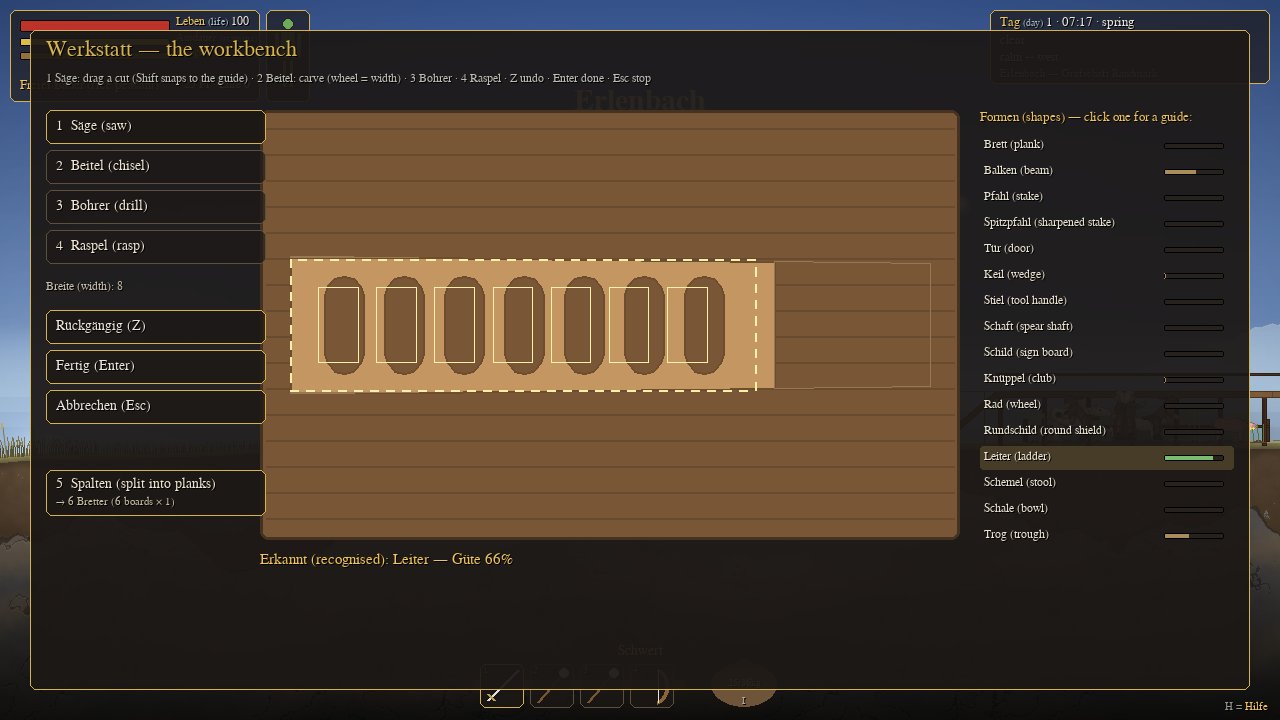 Leben (life) 100
Tag (day) 1 · 07:17 · spring
Werkstatt — the workbench
1 Säge: drag a cut (Shift snaps to the guide) · 2 Beitel: carve (wheel = width) · 3 Bohrer · 4 Raspel · Z undo · Enter done · Esc stop
Erlenbach
1 Säge (saw)
2 Beitel (chisel)
3 Bohrer (drill)
4 Raspel (rasp)
Breite (width): 8
Rückgängig (Z)
Fertig (Enter)
Abbrechen (Esc)
5 Spalten (split into planks)
→ 6 Bretter (6 boards × 1)
Formen (shapes) — click one for a guide:
Brett (plank)
Balken (beam)
Pfahl (stake)
Spitzpfahl (sharpened stake)
Tür (door)
Keil (wedge)
Stiel (tool handle)
Schaft (spear shaft)
Schild (sign board)
Knüppel (club)
Rad (wheel)
Rundschild (round shield)
Leiter (ladder)
Schemel (stool)
Schale (bowl)
Trog (trough)
Erkannt (recognised): Leiter — Güte 66%
Schwert
H = Hilfe